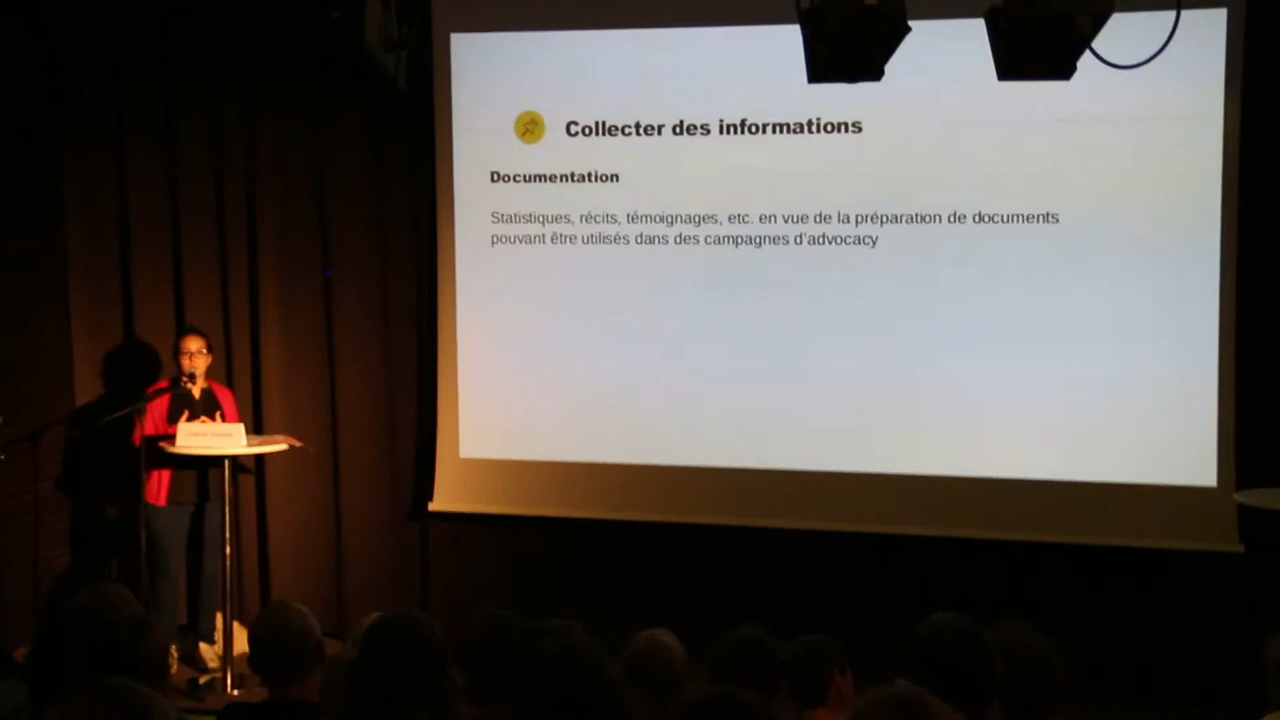 Collecter des informations
Documentation
Statistiques, récits, témoignages, etc. en vue de la préparation de documents
pouvant être utilisés dans des campagnes d'advocacy